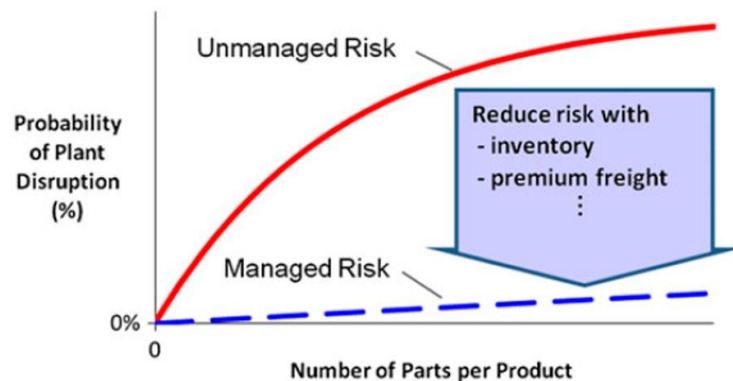 Unmanaged Risk
Probability
of Plant
Disruption
(%)
Reduce risk with
- inventory
- premium freight
⋮
Managed Risk
0%
0
Number of Parts per Product